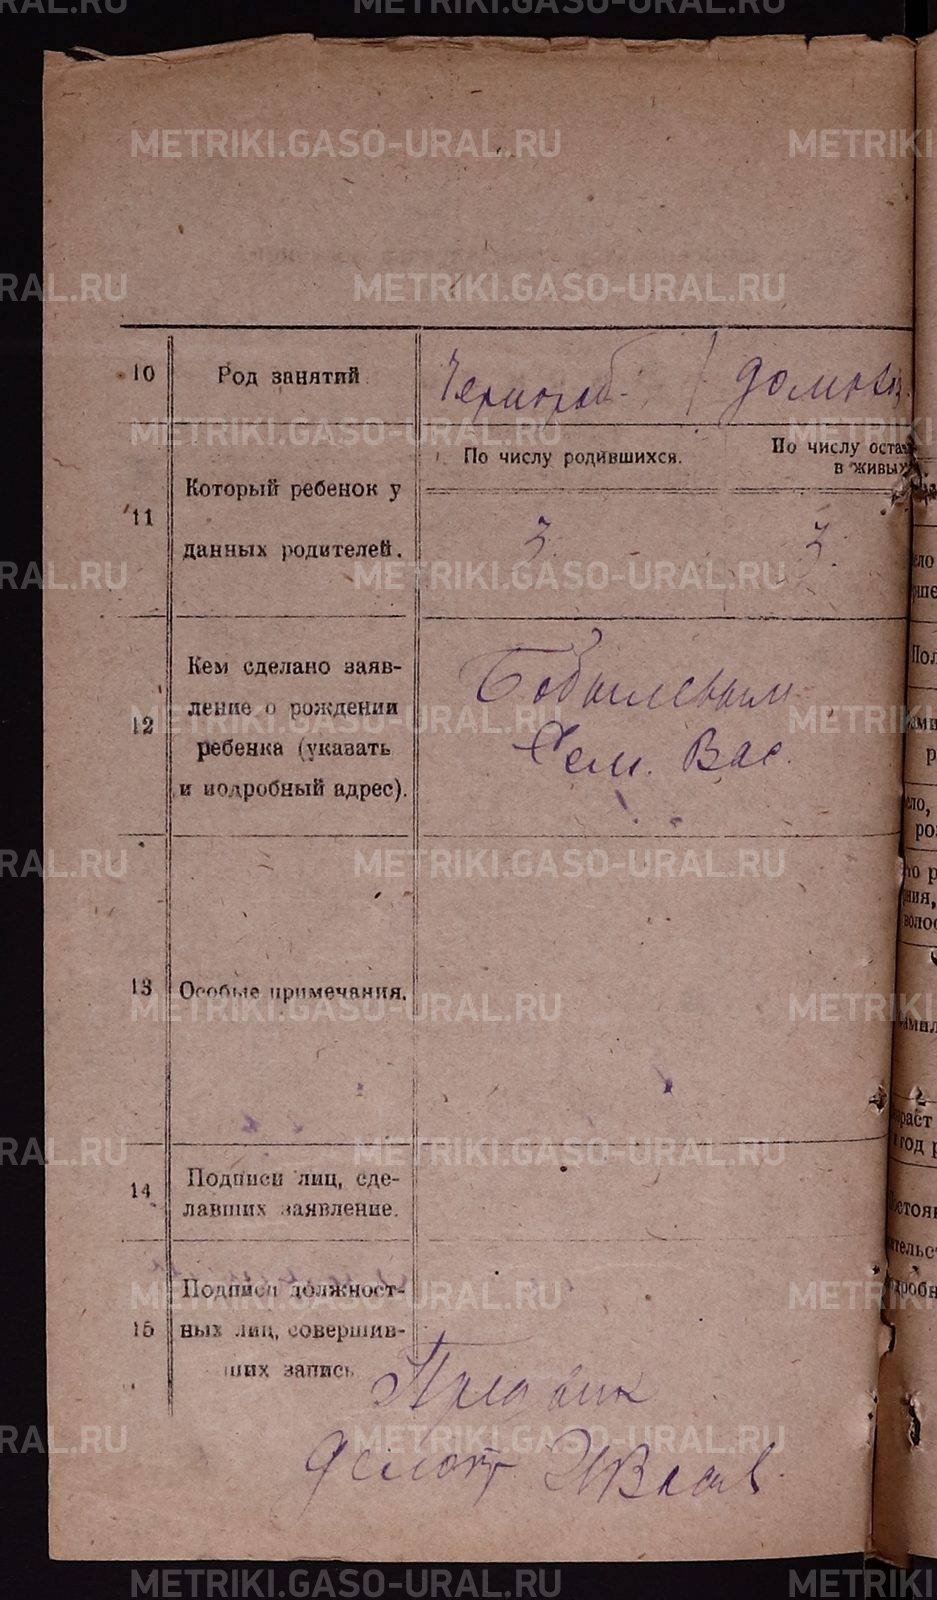 METRIKI.GASO-URAL.RU
10 Род занятий Чернораб. домохоз.
11 Который ребенок у данных родителей.
По числу родившихся.
По числу оста
в живых
3. 3.
12 Кем сделано заяв-
ление о рождении
ребенка (указать
и подробный адрес).
Бобылевым
Сем. Вас.
13 Особые примечания.
14 Подписи лиц, сде-
лавших заявление.
15 Подписи должност-
ных лиц, совершив-
ших запись